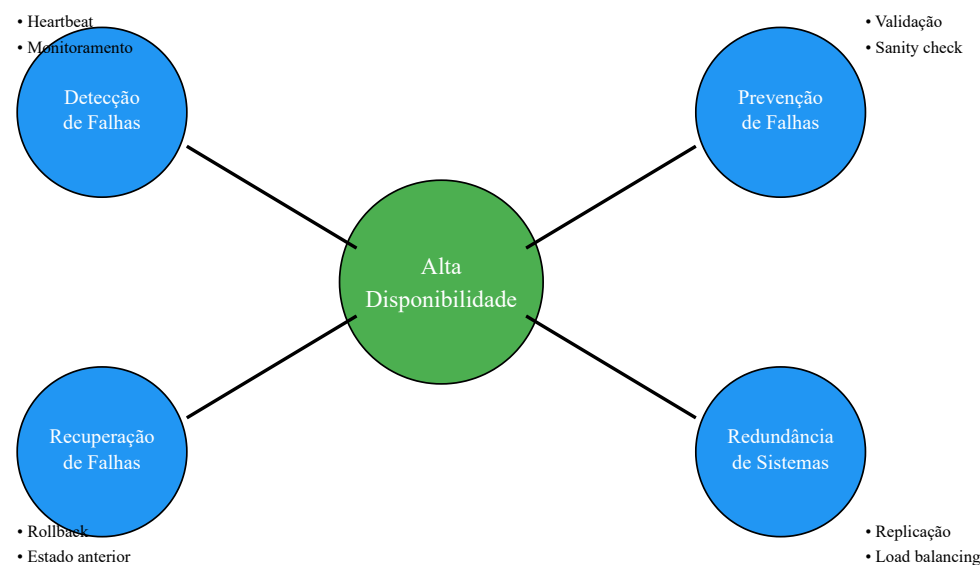 • Heartbeat
• Monitoramento
Detecção
de Falhas
• Validação
• Sanity check
Prevenção
de Falhas
Alta
Disponibilidade
Recuperação
de Falhas
• Rollback
• Estado anterior
Redundância
de Sistemas
• Replicação
• Load balancing